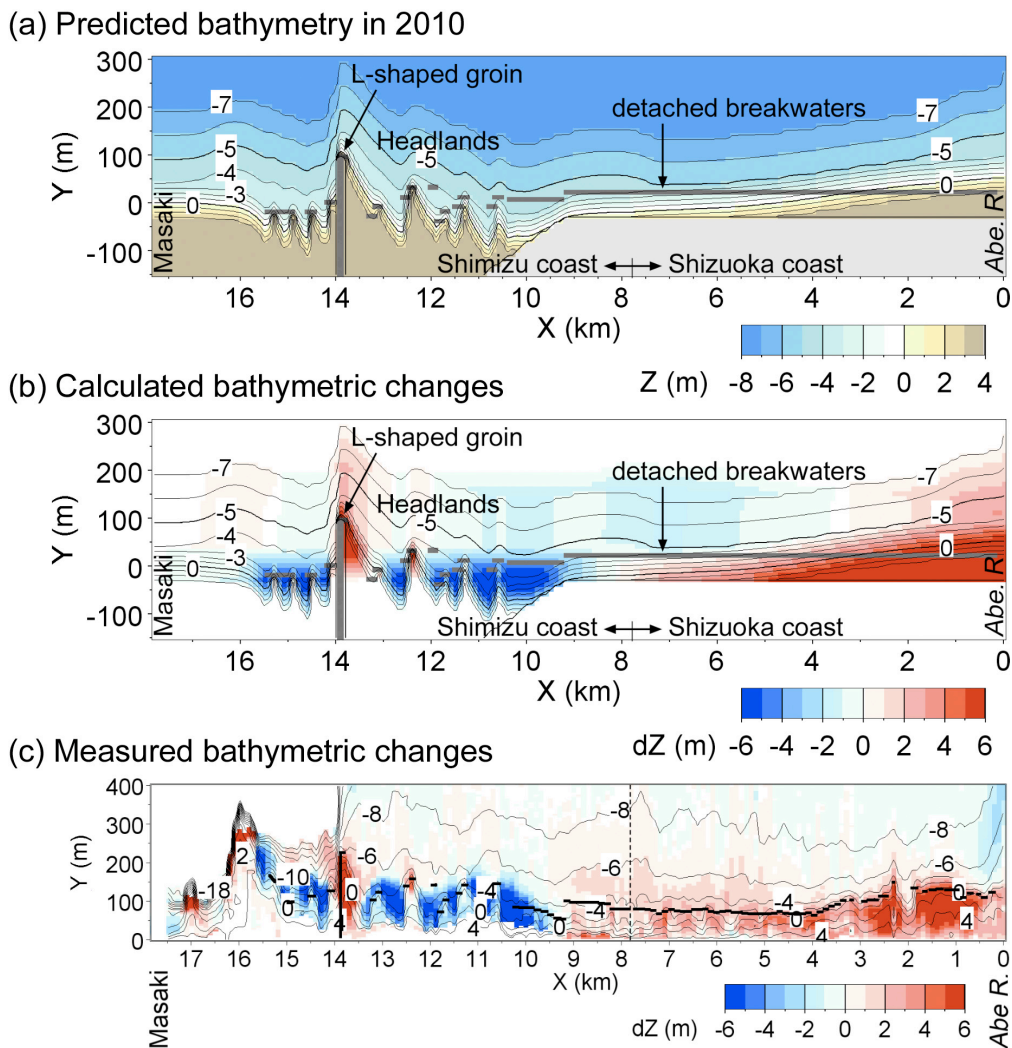 (a) Predicted bathymetry in 2010
300
200
100
0
-100
Y (m)
L-shaped groin
Headlands
detached breakwaters
-7
-5
-4
-3
0
-5
-7
-5
0
Masaki
Shimizu coast
Shizuoka coast
Abe. R.
16
14
12
10
8
6
4
2
0
X (km)
Z (m)
-8 -6 -4 -2 0 2 4
(b) Calculated bathymetric changes
300
200
100
0
-100
Y (m)
L-shaped groin
Headlands
detached breakwaters
-7
-5
-4
-3
0
-5
-7
-5
0
Masaki
Shimizu coast
Shizuoka coast
Abe. R.
16
14
12
10
8
6
4
2
0
X (km)
dZ (m)
-6 -4 -2 0 2 4 6
(c) Measured bathymetric changes
400
300
200
100
0
Y (m)
-8
-8
-8
-6
-6
-6
2
-18
-10
0
0
4
-4
0
4
0
-4
-4
0
4
0
4
Masaki
17 16 15 14 13 12 11 10 9 8 7 6 5 4 3 2 1 0
X (km)
Abe R.
dZ (m)
-6 -4 -2 0 2 4 6